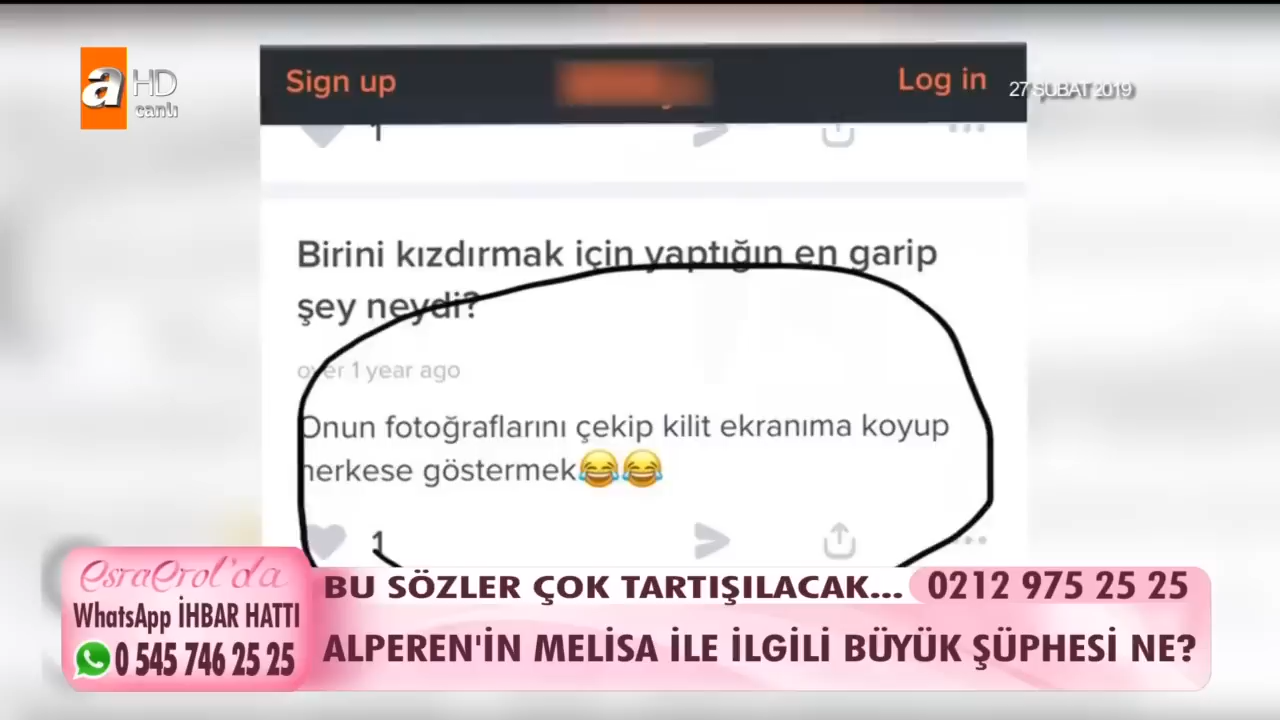 a HD
canlı
Sign up
Log in
27 ŞUBAT 2019
1
Birini kızdırmak için yaptığın en garip
şey neydi?
over 1 year ago
Onun fotoğraflarını çekip kilit ekranıma koyup
herkese göstermek😂😂
1
esraerol'da
WhatsApp İHBAR HATTI
0 545 746 25 25
BU SÖZLER ÇOK TARTIŞILACAK...
0212 975 25 25
ALPEREN'İN MELİSA İLE İLGİLİ BÜYÜK ŞÜPHESİ NE?